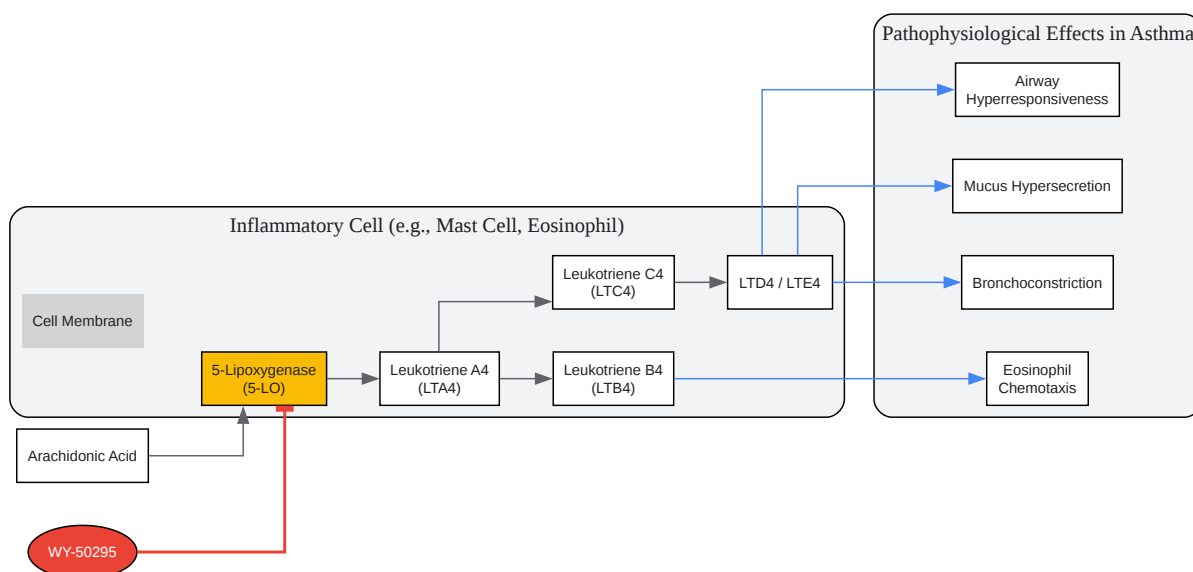 Pathophysiological Effects in Asthma
Airway
Hyperresponsiveness
Mucus Hypersecretion
Inflammatory Cell (e.g., Mast Cell, Eosinophil)
Leukotriene C4
(LTC4)
LTD4 / LTE4
Bronchoconstriction
Cell Membrane
5-Lipoxygenase
(5-LO)
Leukotriene A4
(LTA4)
Leukotriene B4
(LTB4)
Eosinophil
Chemotaxis
Arachidonic Acid
WY-50295